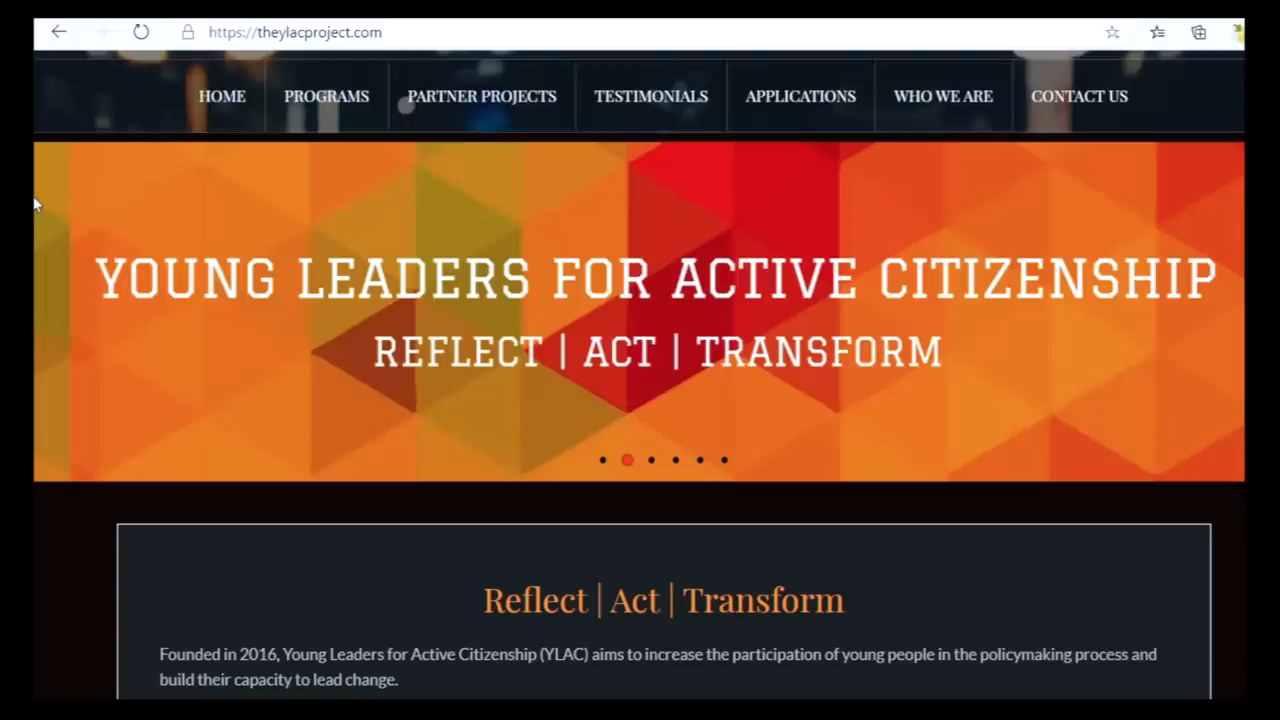 https://theylacproject.com
HOME PROGRAMS PARTNER PROJECTS TESTIMONIALS APPLICATIONS WHO WE ARE CONTACT US
YOUNG LEADERS FOR ACTIVE CITIZENSHIP
REFLECT | ACT | TRANSFORM
Reflect | Act | Transform
Founded in 2016, Young Leaders for Active Citizenship (YLAC) aims to increase the participation of young people in the policymaking process and
build their capacity to lead change.